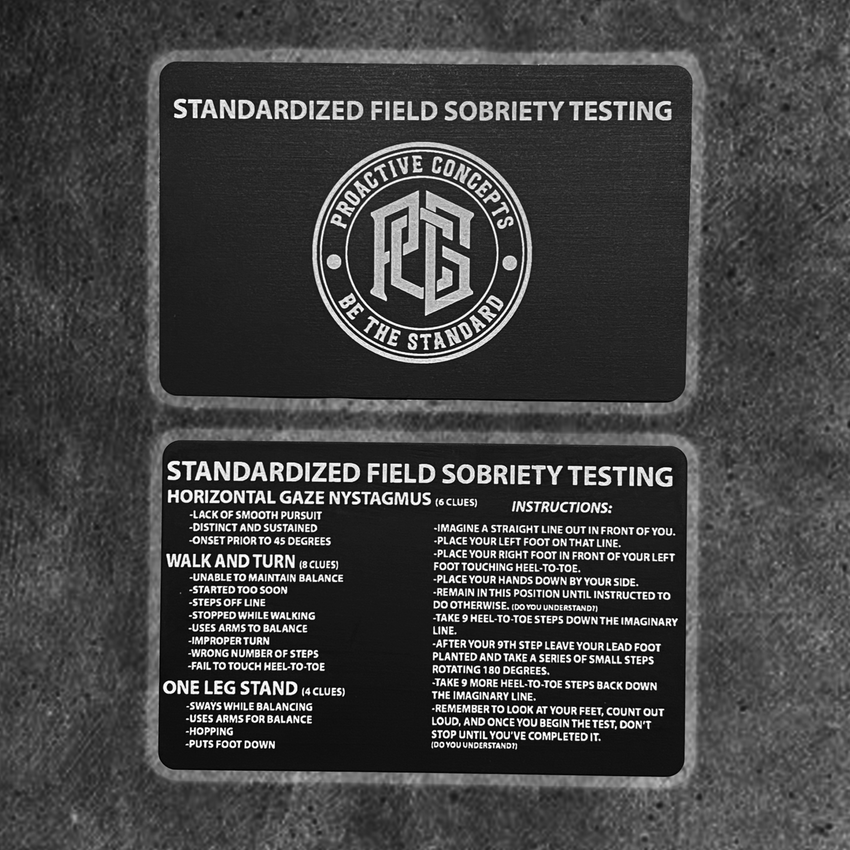 STANDARDIZED FIELD SOBRIETY TESTING
PROACTIVE CONCEPTS
PCG
BE THE STANDARD
STANDARDIZED FIELD SOBRIETY TESTING
HORIZONTAL GAZE NYSTAGMUS (6 CLUES)
-LACK OF SMOOTH PURSUIT
-DISTINCT AND SUSTAINED
-ONSET PRIOR TO 45 DEGREES
WALK AND TURN (8 CLUES)
-UNABLE TO MAINTAIN BALANCE
-STARTED TOO SOON
-STEPS OFF LINE
-STOPPED WHILE WALKING
-USES ARMS TO BALANCE
-IMPROPER TURN
-WRONG NUMBER OF STEPS
-FAIL TO TOUCH HEEL-TO-TOE
ONE LEG STAND (4 CLUES)
-SWAYS WHILE BALANCING
-USES ARMS FOR BALANCE
-HOPPING
-PUTS FOOT DOWN
INSTRUCTIONS:
-IMAGINE A STRAIGHT LINE OUT IN FRONT OF YOU.
-PLACE YOUR LEFT FOOT ON THAT LINE.
-PLACE YOUR RIGHT FOOT IN FRONT OF YOUR LEFT
FOOT TOUCHING HEEL-TO-TOE.
-PLACE YOUR HANDS DOWN BY YOUR SIDE.
-REMAIN IN THIS POSITION UNTIL INSTRUCTED TO
DO OTHERWISE. (DO YOU UNDERSTAND?)
-TAKE 9 HEEL-TO-TOE STEPS DOWN THE IMAGINARY
LINE.
-AFTER YOUR 9TH STEP LEAVE YOUR LEAD FOOT
PLANTED AND TAKE A SERIES OF SMALL STEPS
ROTATING 180 DEGREES.
-TAKE 9 MORE HEEL-TO-TOE STEPS BACK DOWN
THE IMAGINARY LINE.
-REMEMBER TO LOOK AT YOUR FEET, COUNT OUT
LOUD, AND ONCE YOU BEGIN THE TEST, DON'T
STOP UNTIL YOU'VE COMPLETED IT.
(DO YOU UNDERSTAND?)